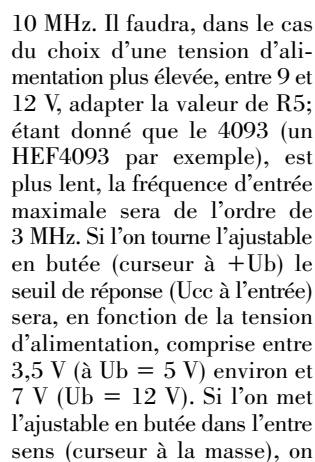 10 MHz. Il faudra, dans le cas
du choix d'une tension d'ali-
mentation plus élevée, entre 9 et
12 V, adapter la valeur de R5;
étant donné que le 4093 (un
HEF4093 par exemple), est
plus lent, la fréquence d'entrée
maximale sera de l'ordre de
3 MHz. Si l'on tourne l'ajustable
en butée (curseur à +Ub) le
seuil de réponse (Ucc à l'entrée)
sera, en fonction de la tension
d'alimentation, comprise entre
3,5 V (à Ub = 5 V) environ et
7 V (Ub = 12 V). Si l'on met
l'ajustable en butée dans l'entre
sens (curseur à la masse), on